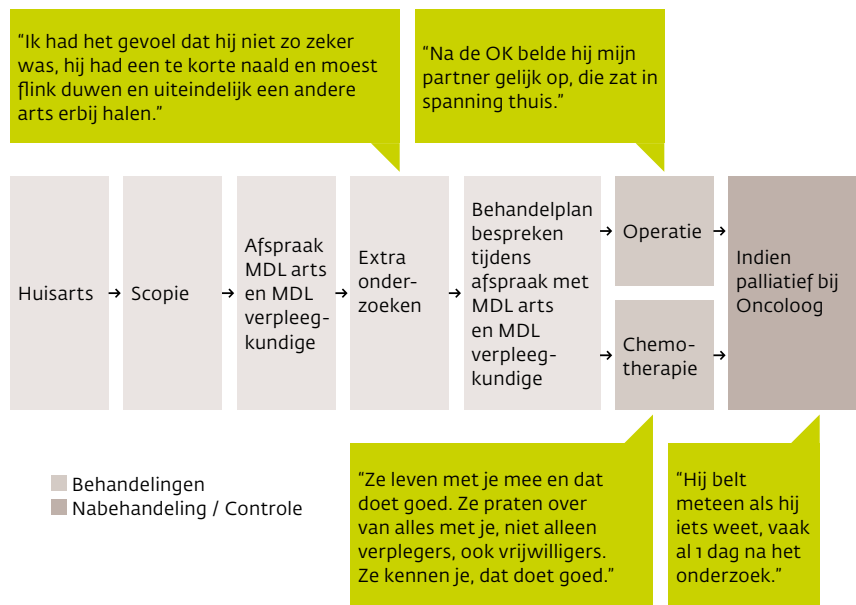 “Ik had het gevoel dat hij niet zo zeker
was, hij had een te korte naald en moest
flink duwen en uiteindelijk een andere
arts erbij halen.”
“Na de OK belde hij mijn
partner gelijk op, die zat in
spanning thuis.”
Huisarts
Scopie
Afspraak
MDL arts
en MDL
verpleeg-
kundige
Extra
onder-
zoeken
Behandelplan
bespreken
tijdens
afspraak met
MDL arts
en MDL
verpleeg-
kundige
Operatie
Chemo-
therapie
Indien
palliatief bij
Oncoloog
Behandelingen
Nabehandeling / Controle
“Ze leven met je mee en dat
doet goed. Ze praten over
van alles met je, niet alleen
verplegers, ook vrijwilligers.
Ze kennen je, dat doet goed.”
“Hij belt
meteen als hij
iets weet, vaak
al 1 dag na het
onderzoek.”